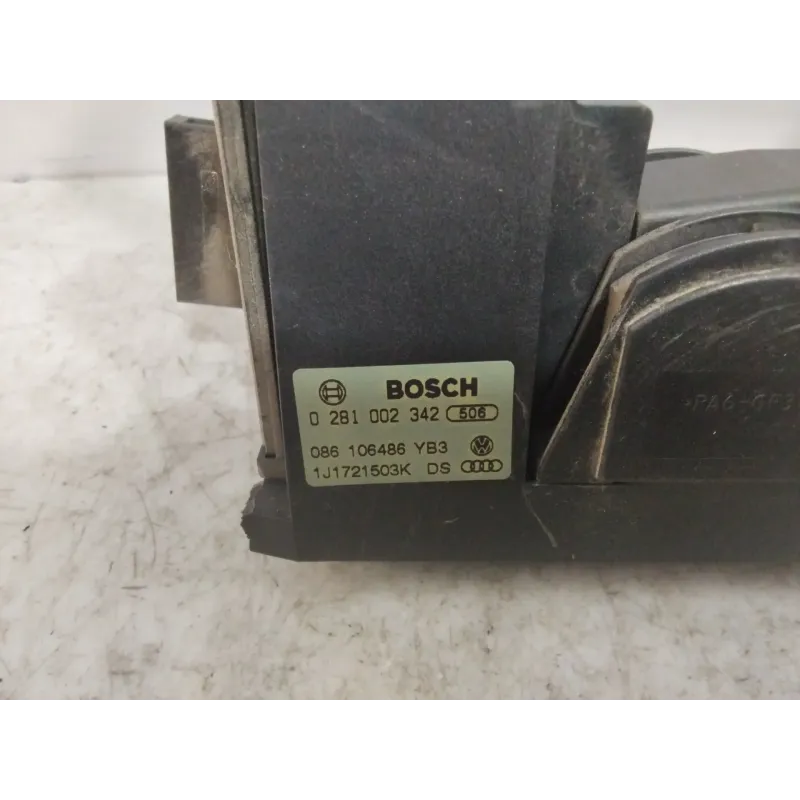 BOSCH
0 281 002 342 506
086 106486 YB3
1J1721503K DS